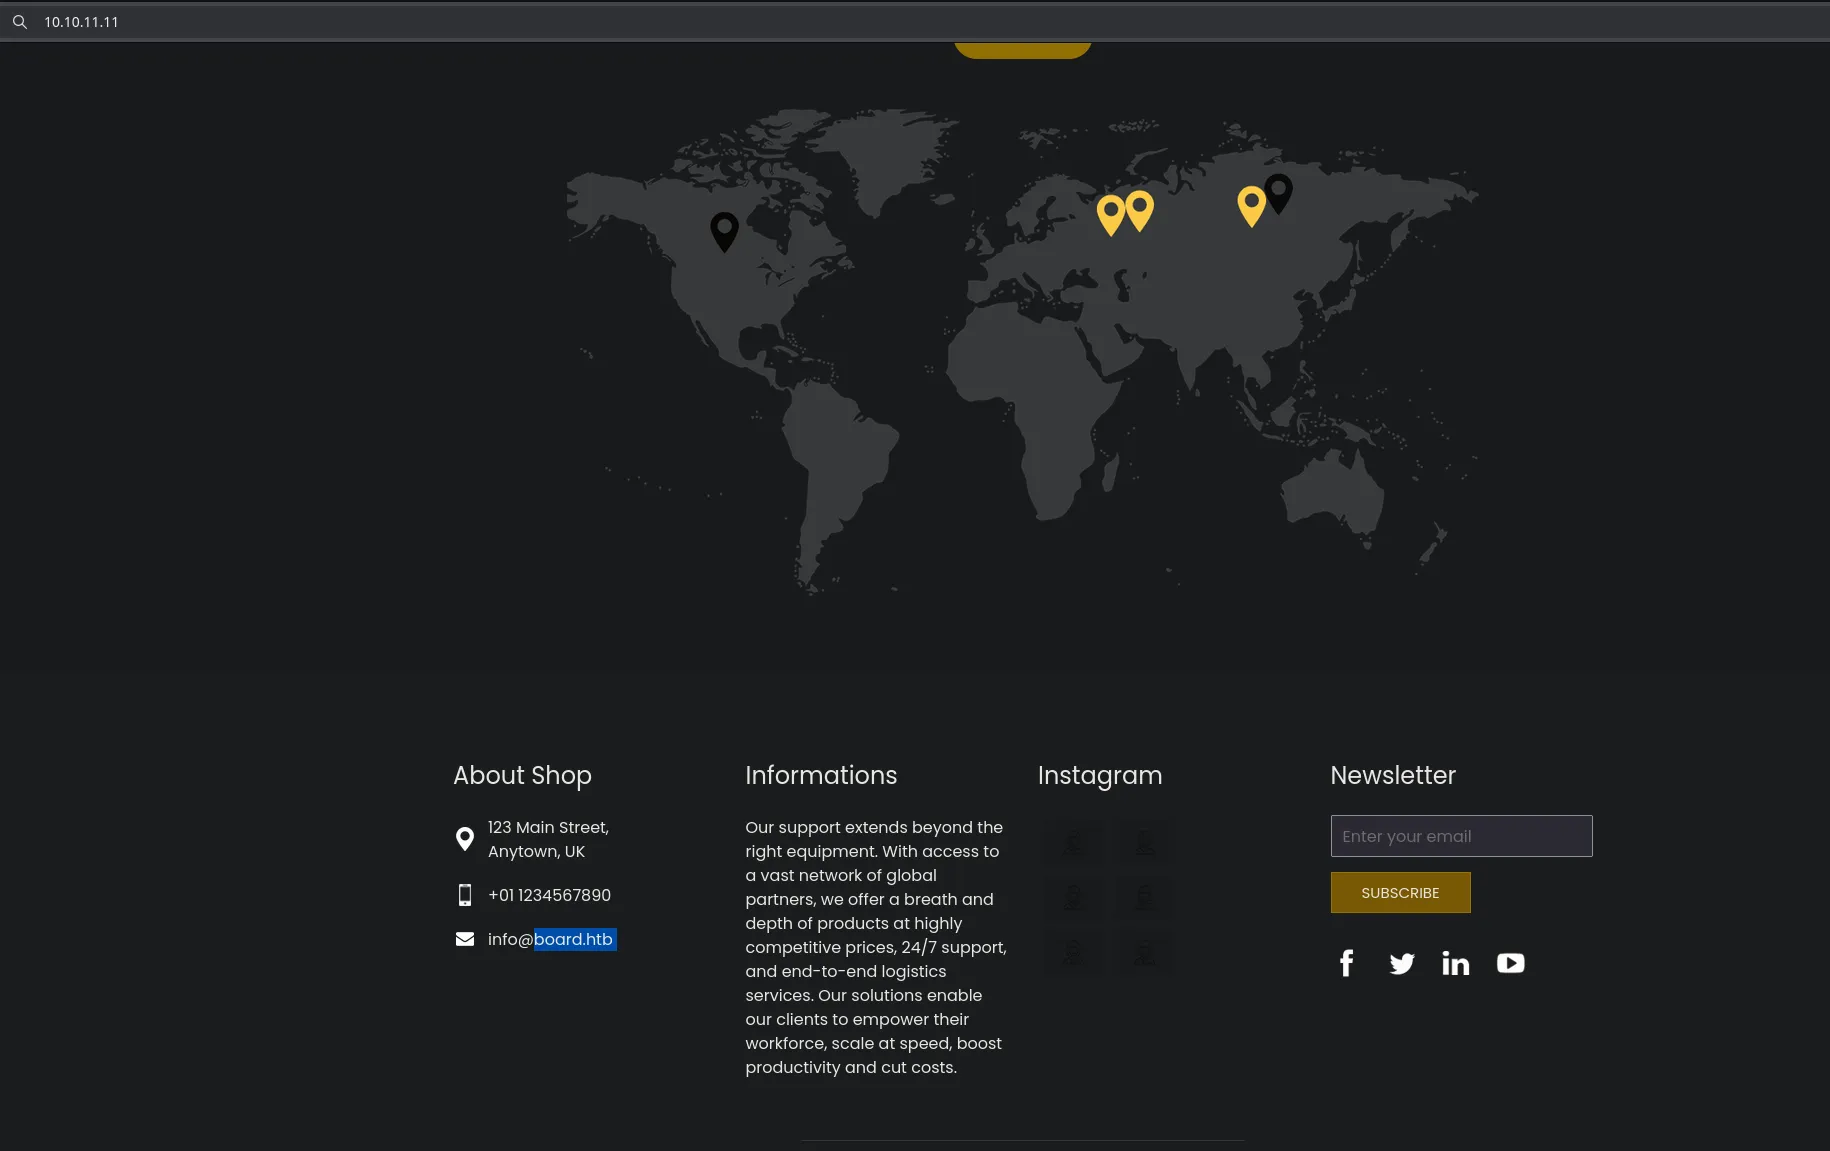 10.10.11.11
About Shop
123 Main Street,
Anytown, UK
+01 1234567890
info@board.htb
Informations
Our support extends beyond the
right equipment. With access to
a vast network of global
partners, we offer a breath and
depth of products at highly
competitive prices, 24/7 support,
and end-to-end logistics
services. Our solutions enable
our clients to empower their
workforce, scale at speed, boost
productivity and cut costs.
Instagram
Newsletter
Enter your email
SUBSCRIBE